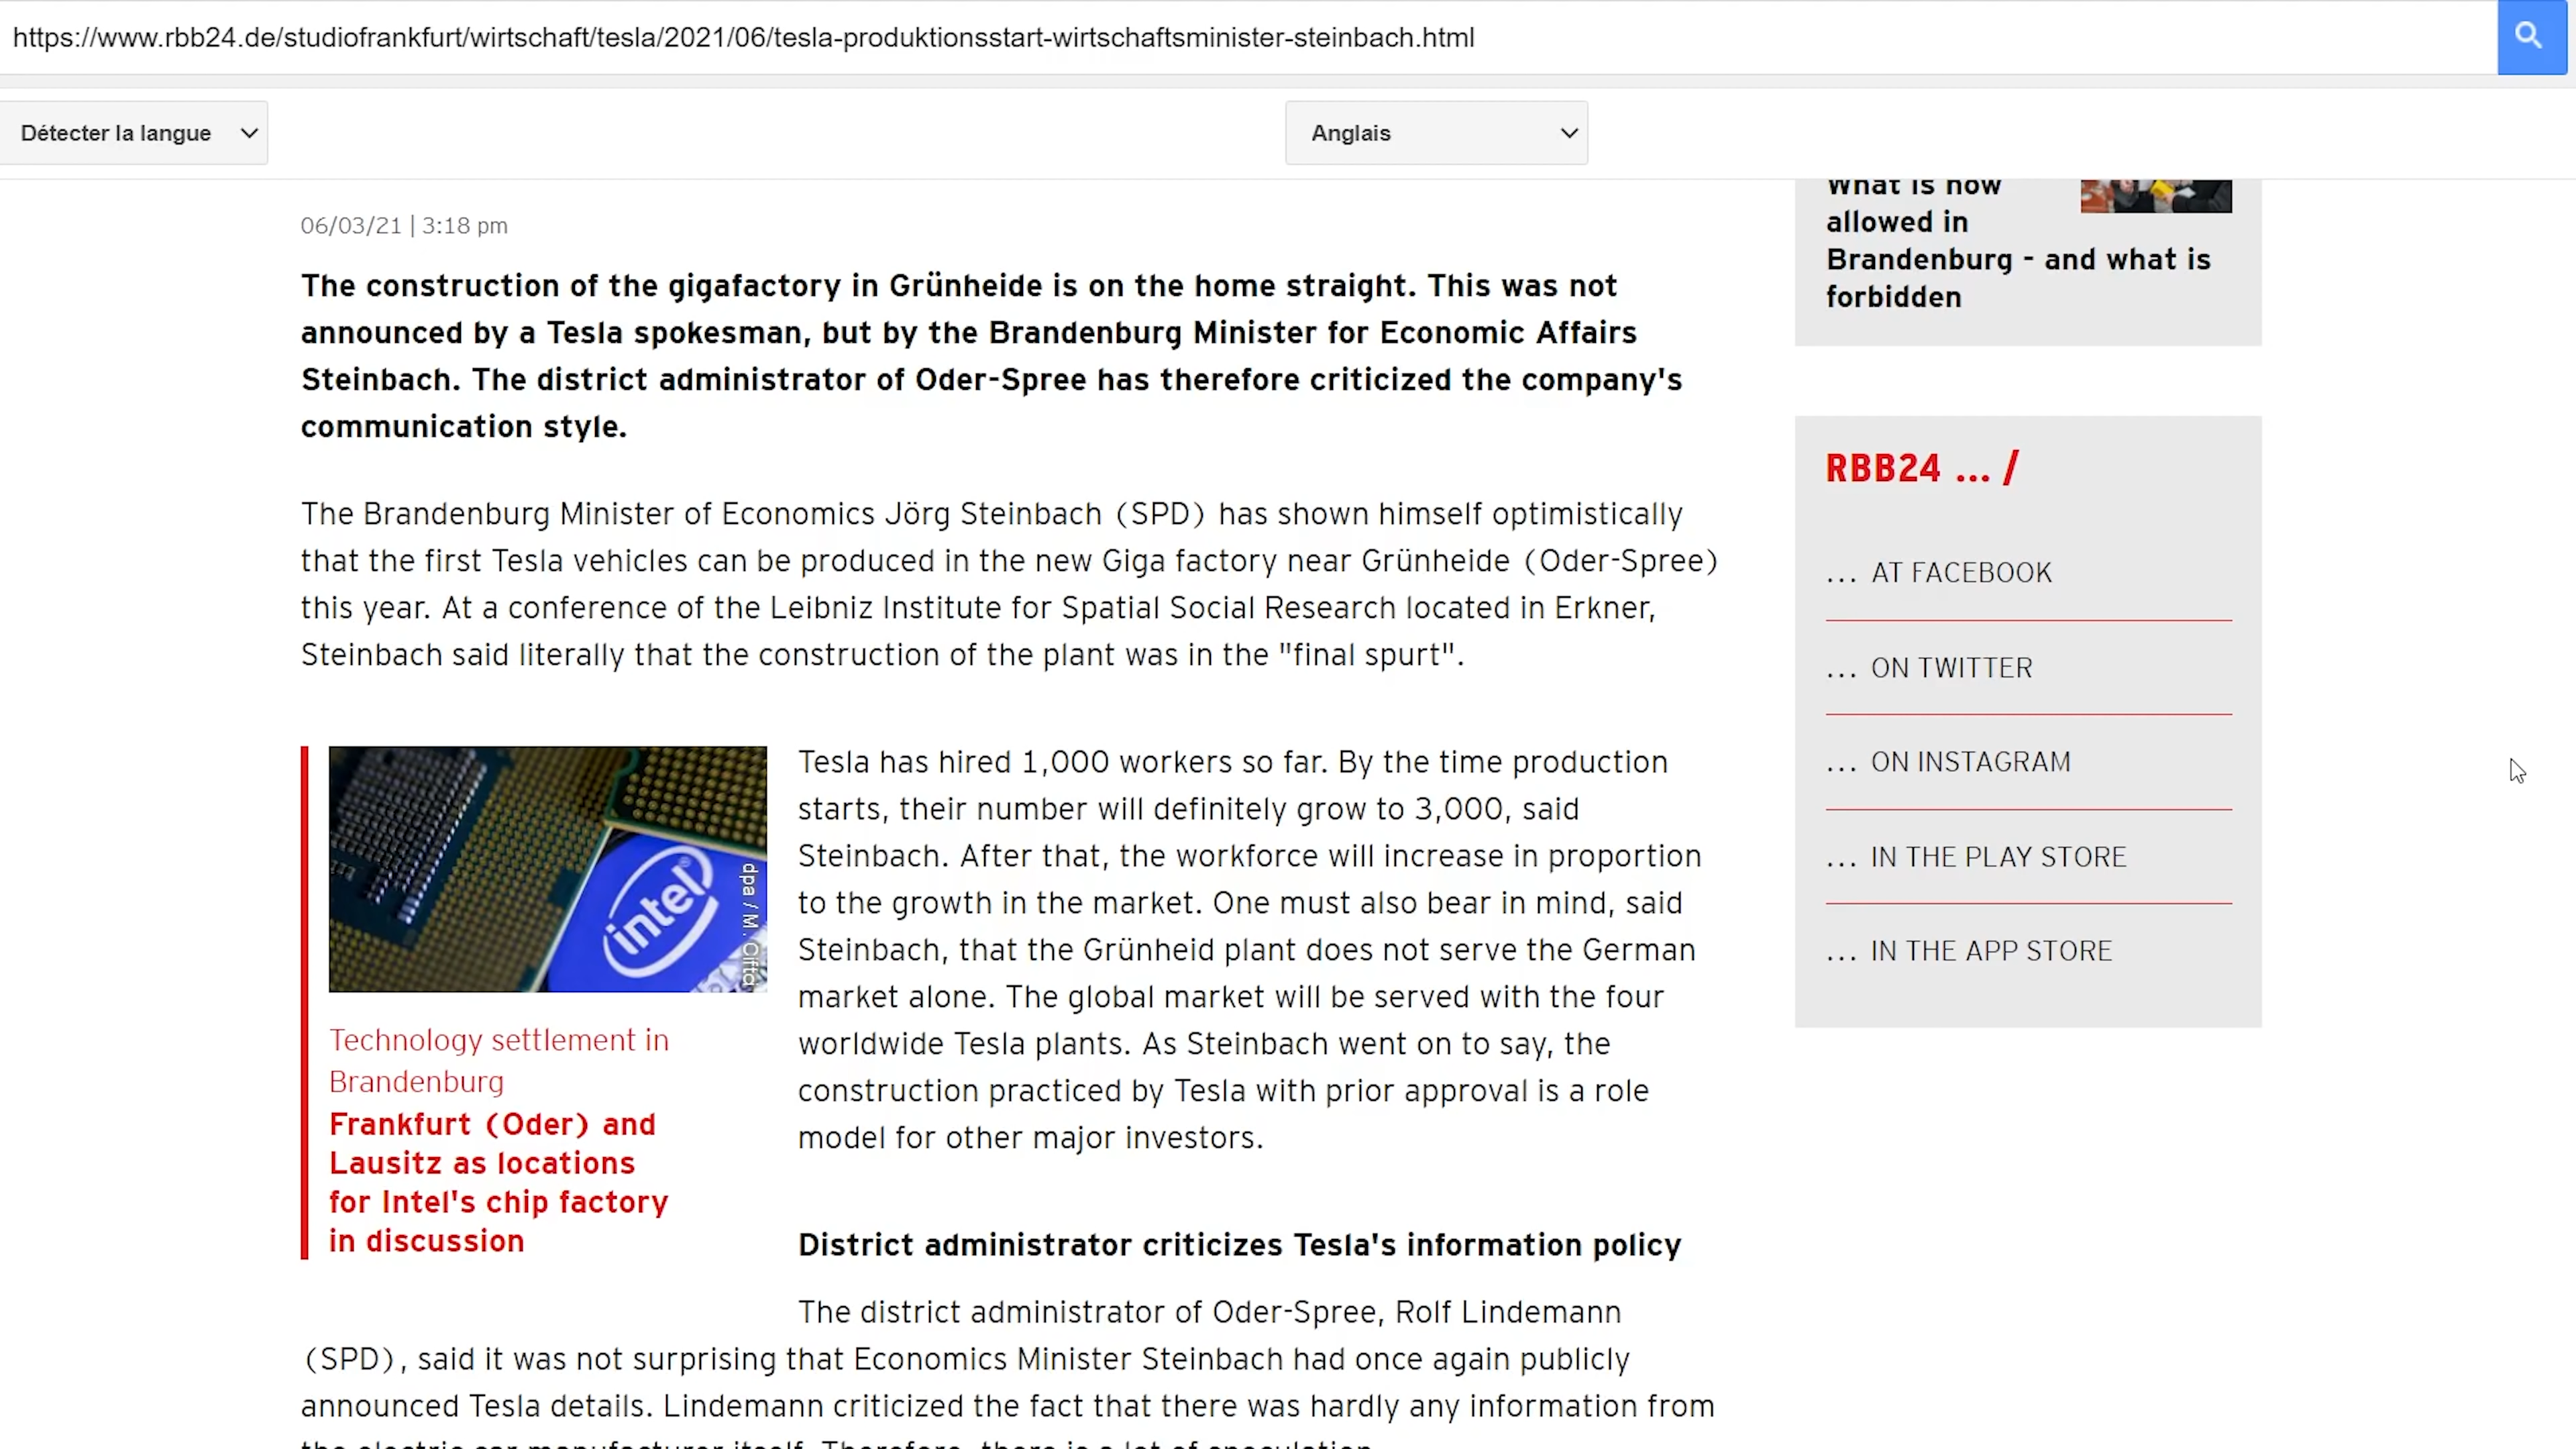 https://www.rbb24.de/studiofrankfurt/wirtschaft/tesla/2021/06/tesla-produktionsstart-wirtschaftsminister-steinbach.html
Détecter la langue
Anglais
06/03/21 | 3:18 pm
The construction of the gigafactory in Grünheide is on the home straight. This was not
announced by a Tesla spokesman, but by the Brandenburg Minister for Economic Affairs
Steinbach. The district administrator of Oder-Spree has therefore criticized the company's
communication style.
The Brandenburg Minister of Economics Jörg Steinbach (SPD) has shown himself optimistically
that the first Tesla vehicles can be produced in the new Giga factory near Grünheide (Oder-Spree)
this year. At a conference of the Leibniz Institute for Spatial Social Research located in Erkner,
Steinbach said literally that the construction of the plant was in the "final spurt".
intel
dpa / M.
Technology settlement in
Brandenburg
Frankfurt (Oder) and
Lausitz as locations
for Intel's chip factory
in discussion
Tesla has hired 1,000 workers so far. By the time production
starts, their number will definitely grow to 3,000, said
Steinbach. After that, the workforce will increase in proportion
to the growth in the market. One must also bear in mind, said
Steinbach, that the Grünheid plant does not serve the German
market alone. The global market will be served with the four
worldwide Tesla plants. As Steinbach went on to say, the
construction practiced by Tesla with prior approval is a role
model for other major investors.
District administrator criticizes Tesla's information policy
The district administrator of Oder-Spree, Rolf Lindemann
(SPD), said it was not surprising that Economics Minister Steinbach had once again publicly
announced Tesla details. Lindemann criticized the fact that there was hardly any information from
the electric car manufacturer itself. Therefore, there is a lot of speculation
What is now
allowed in
Brandenburg - and what is
forbidden
RBB24 ... /
... AT FACEBOOK
... ON TWITTER
... ON INSTAGRAM
... IN THE PLAY STORE
... IN THE APP STORE